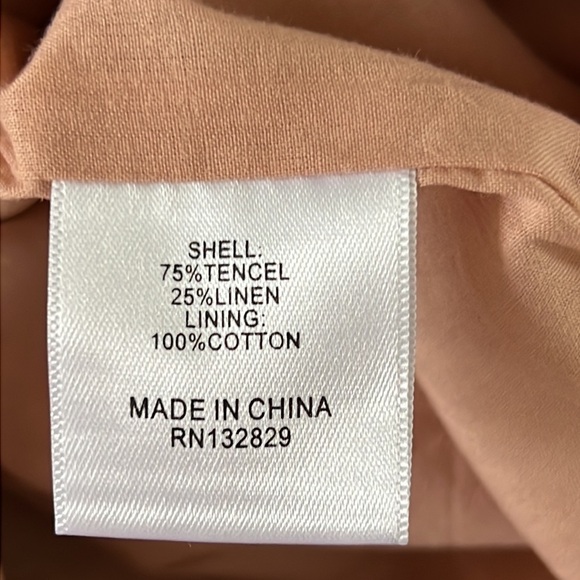 SHELL:
75%TENCEL
25%LINEN
LINING:
100%COTTON
MADE IN CHINA
RN132829